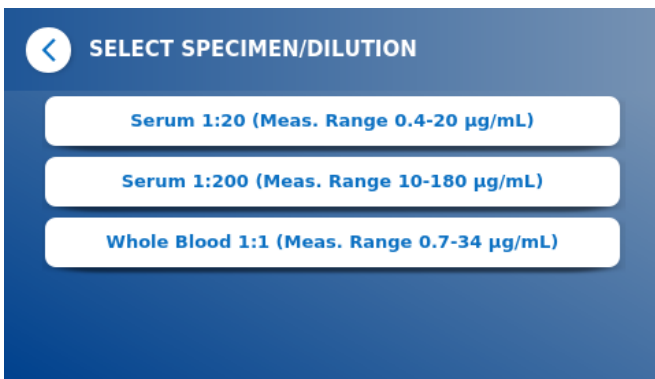 SELECT SPECIMEN/DILUTION
Serum 1:20 (Meas. Range 0.4-20 μg/mL)
Serum 1:200 (Meas. Range 10-180 μg/mL)
Whole Blood 1:1 (Meas. Range 0.7-34 μg/mL)